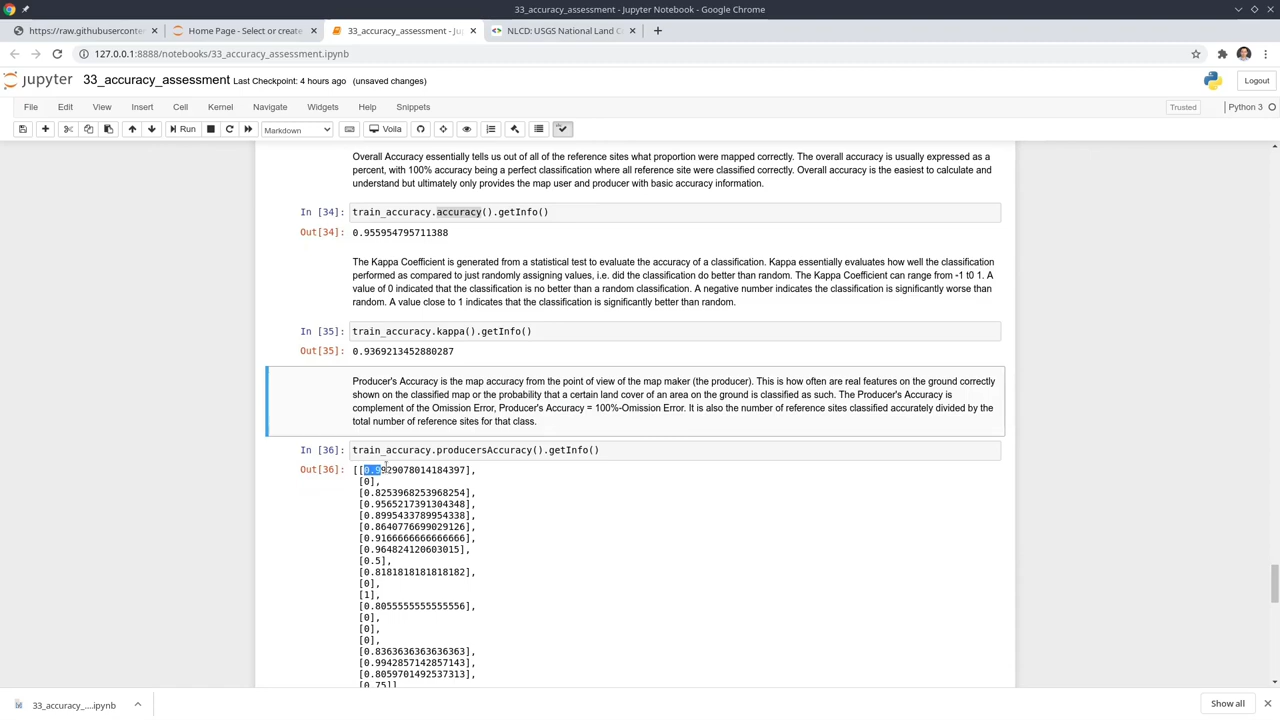 33_accuracy_assessment - Jupyter Notebook - Google Chrome
https://raw.githubuserconte
Home Page - Select or create
33_accuracy_assessment - Ju
NLCD: USGS National Land C
127.0.0.1:8888/notebooks/33_accuracy_assessment.ipynb
jupyter 33_accuracy_assessment Last Checkpoint: 4 hours ago (unsaved changes)
Logout
File Edit View Insert Cell Kernel Navigate Widgets Help Snippets
Trusted
Python 3
Run
Markdown
Voila
Overall Accuracy essentially tells us out of all of the reference sites what proportion were mapped correctly. The overall accuracy is usually expressed as a
percent, with 100% accuracy being a perfect classification where all reference site were classified correctly. Overall accuracy is the easiest to calculate and
understand but ultimately only provides the map user and producer with basic accuracy information.
In [34]: train_accuracy.accuracy().getInfo()
Out[34]: 0.955954795711388
The Kappa Coefficient is generated from a statistical test to evaluate the accuracy of a classification. Kappa essentially evaluates how well the classification
performed as compared to just randomly assigning values, i.e. did the classification do better than random. The Kappa Coefficient can range from -1 t0 1. A
value of 0 indicated that the classification is no better than a random classification. A negative number indicates the classification is significantly worse than
random. A value close to 1 indicates that the classification is significantly better than random.
In [35]: train_accuracy.kappa().getInfo()
Out[35]: 0.9369213452880287
Producer's Accuracy is the map accuracy from the point of view of the map maker (the producer). This is how often are real features on the ground correctly
shown on the classified map or the probability that a certain land cover of an area on the ground is classified as such. The Producer's Accuracy is
complement of the Omission Error, Producer's Accuracy = 100%-Omission Error. It is also the number of reference sites classified accurately divided by the
total number of reference sites for that class.
In [36]: train_accuracy.producersAccuracy().getInfo()
Out[36]: [[0.9929078014184397],
[0],
[0.8253968253968254],
[0.9565217391304348],
[0.8995433789954338],
[0.8640776699029126],
[0.9166666666666666],
[0.964824120603015],
[0.5],
[0.8181818181818182],
[0],
[1],
[0.8055555555555556],
[0],
[0],
[0],
[0.8363636363636363],
[0.9942857142857143],
[0.8059701492537313],
[0.75]]
33_accuracy_....ipynb
Show all